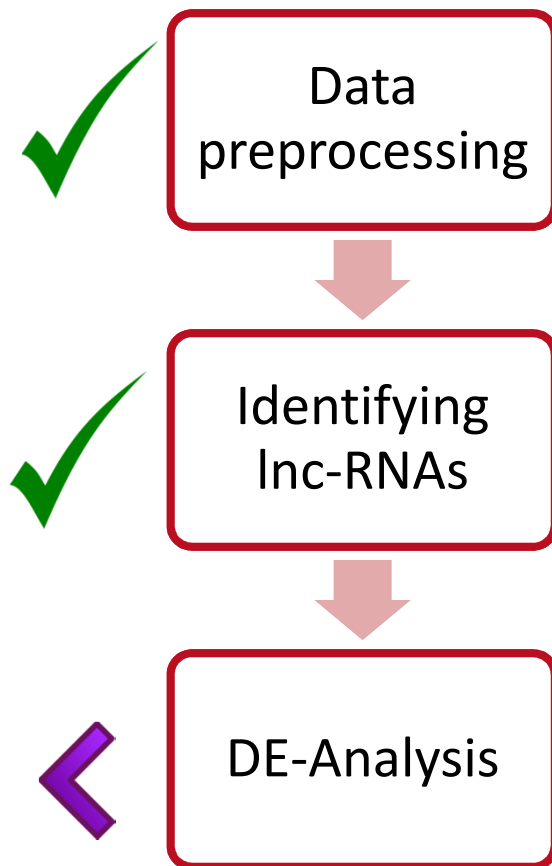 Data
preprocessing
Identifying
lnc-RNAs
DE-Analysis